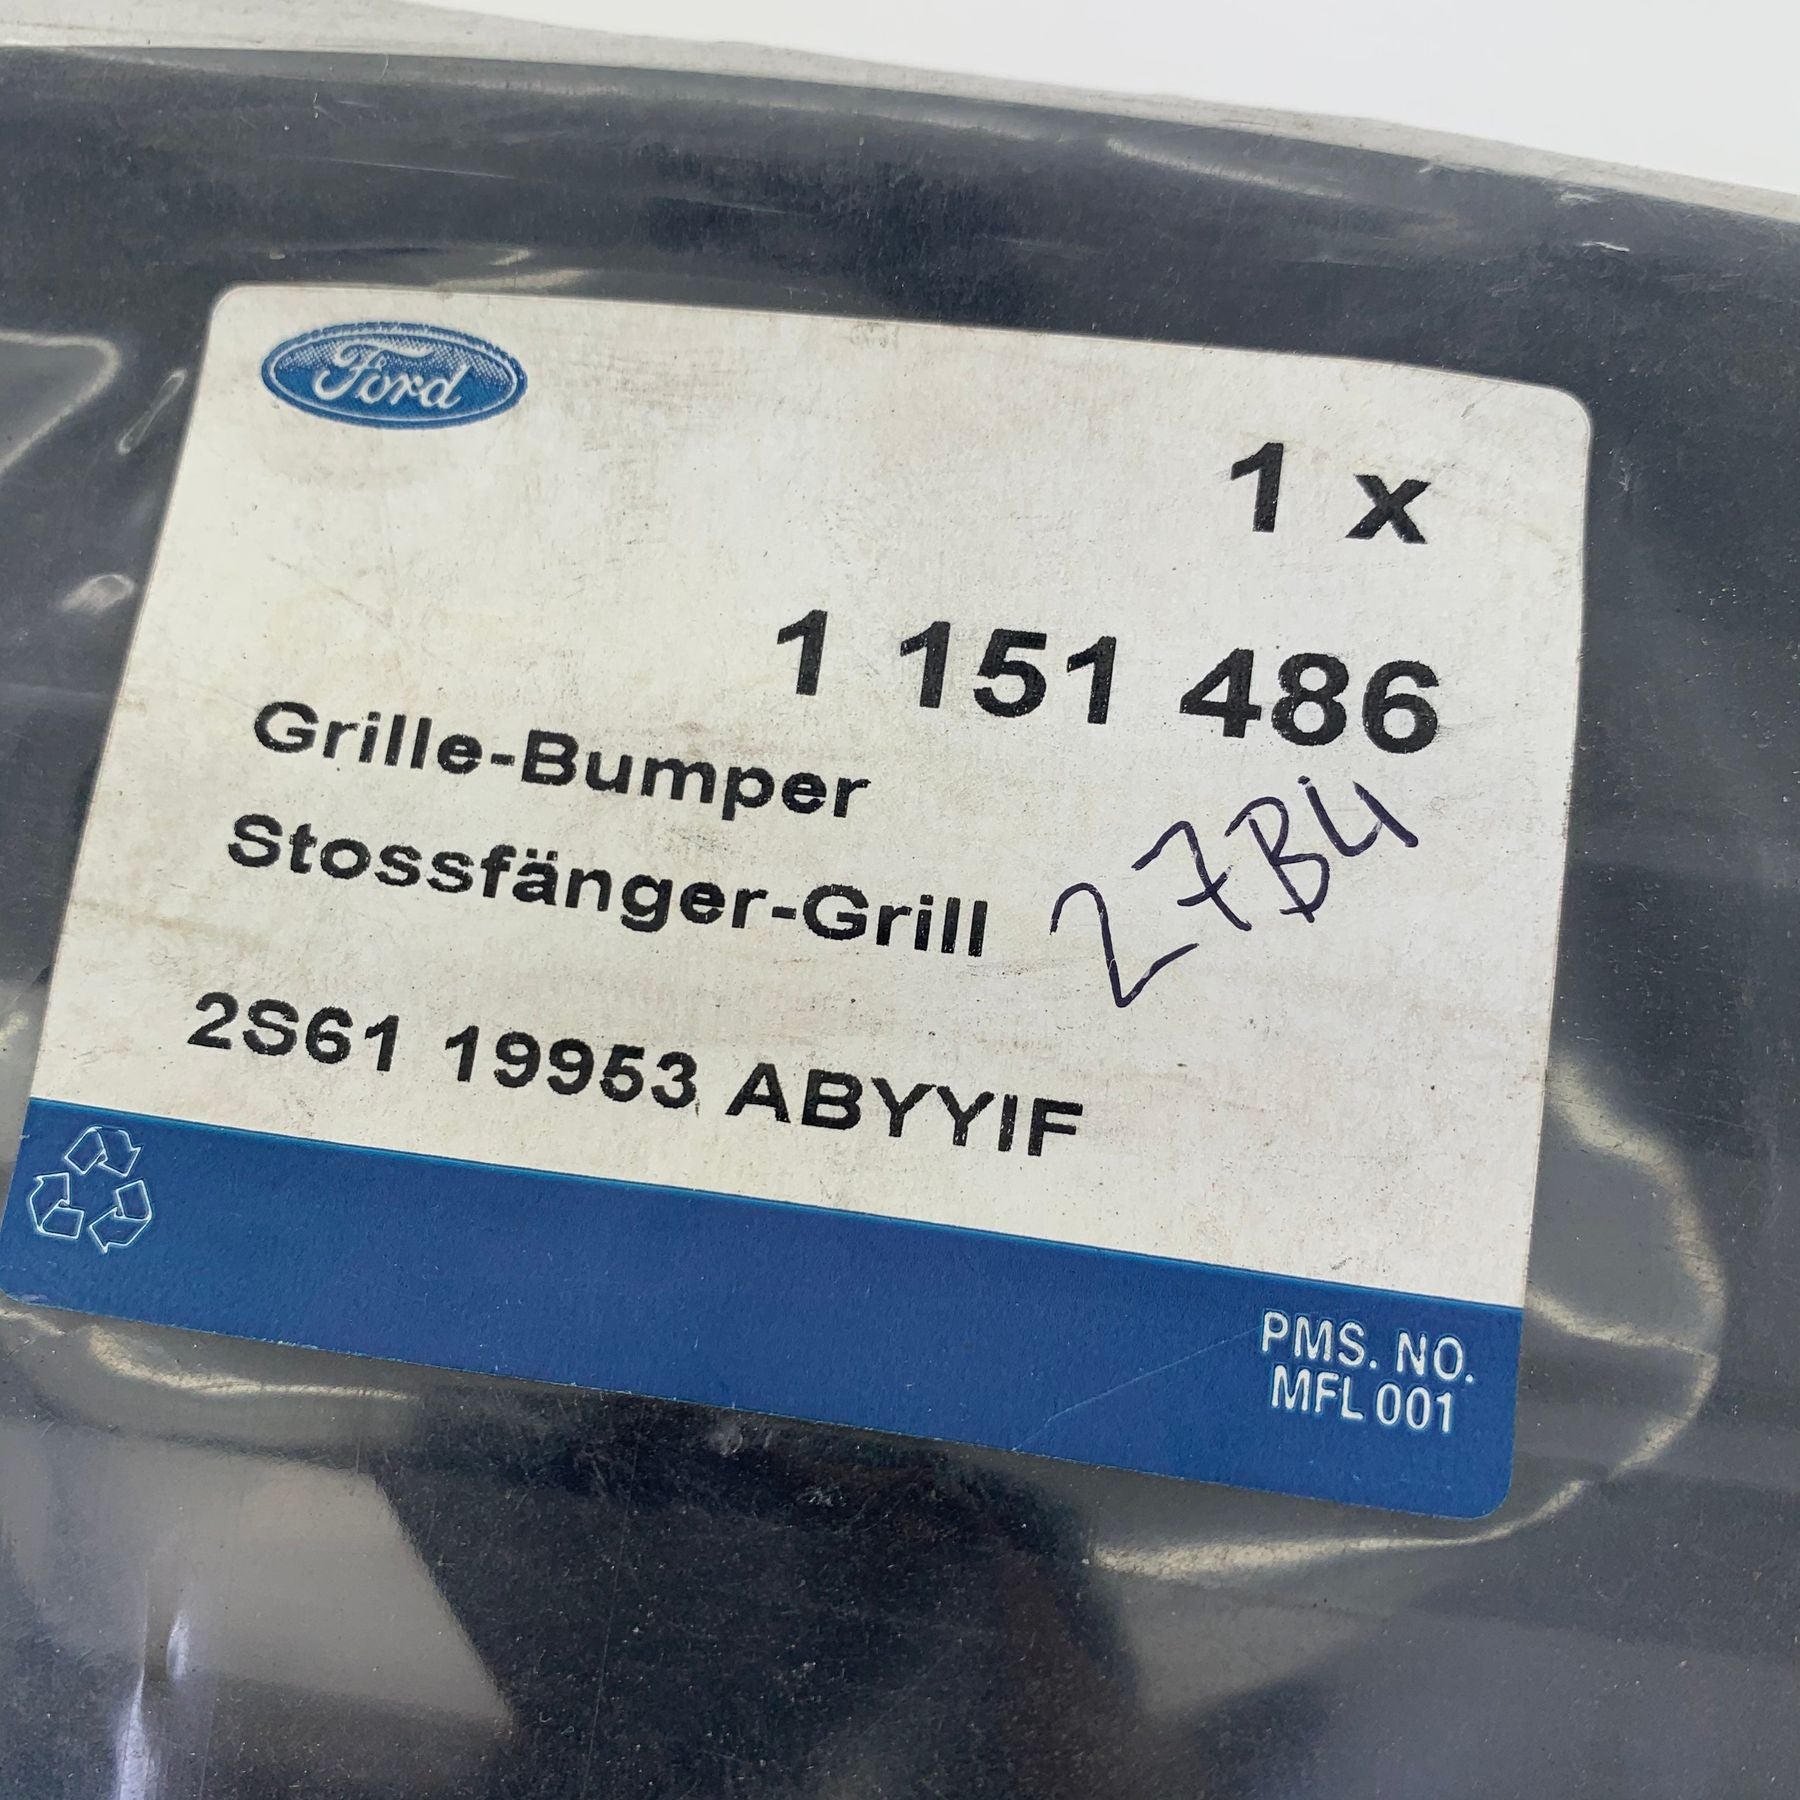 Ford
1 x
1 151 486
Grille-Bumper
Stossfänger-Grill
27B4
2S61 19953 ABYYIF
PMS. NO.
MFL 001